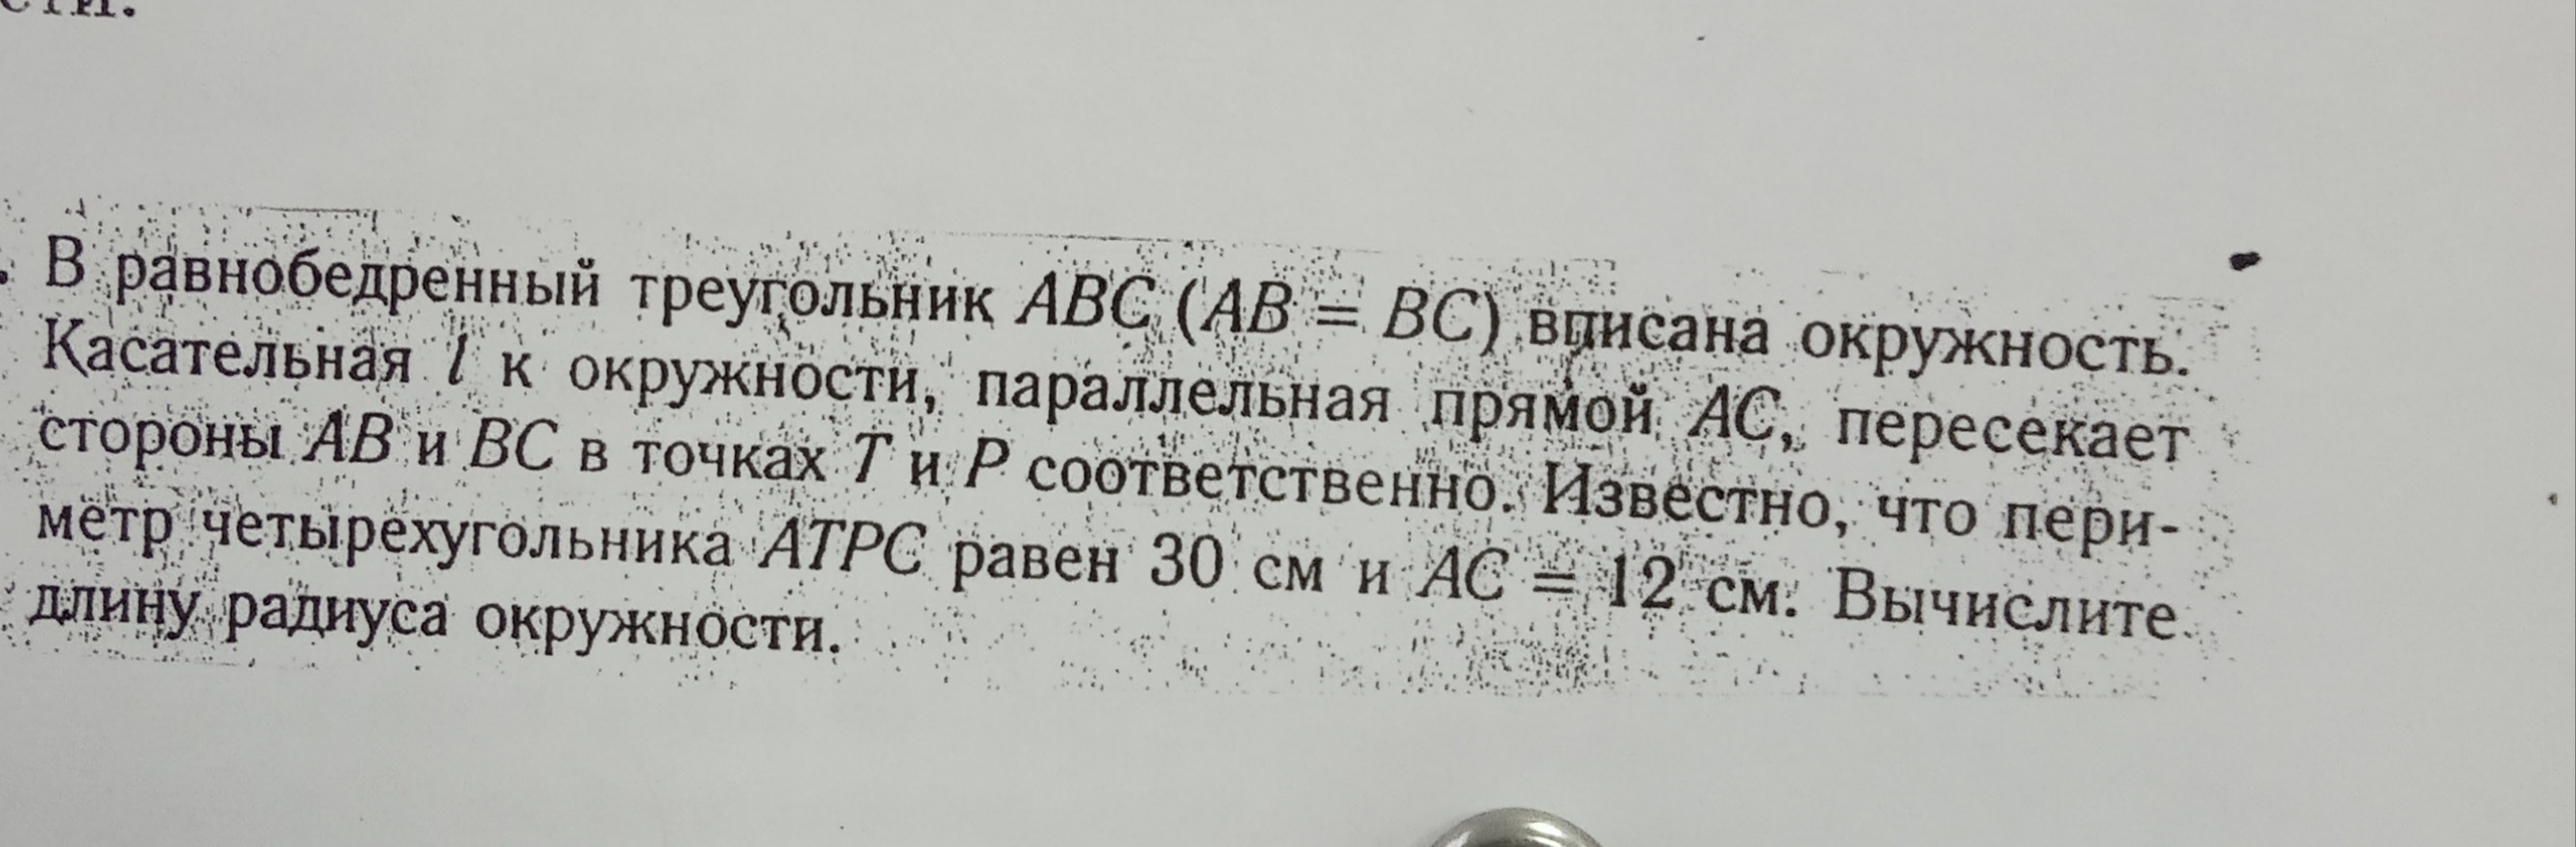 В равнобедренный треугольник ABC (AB = BC) вписана окружность.
Касательная l к окружности, параллельная прямой AC, пересекает
стороны AB и BC в точках T и P соответственно. Известно, что пери-
метр четырехугольника ATPC равен 30 см и AC = 12 см. Вычислите
длину радиуса окружности.